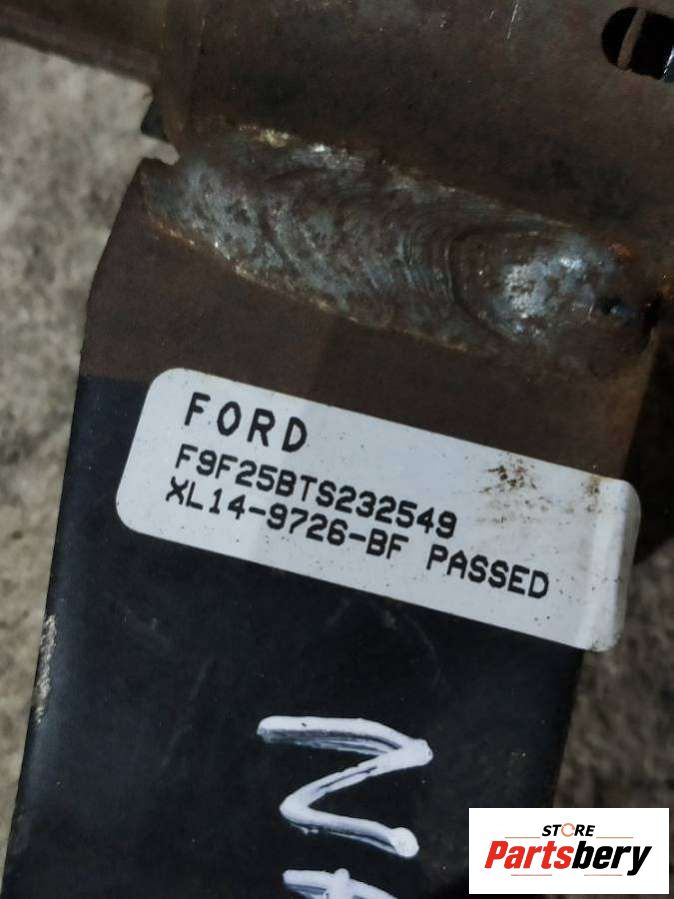 FORD
F9F25BTS232549
XL14-9726-BF PASSED
N
STORE
Partsbery